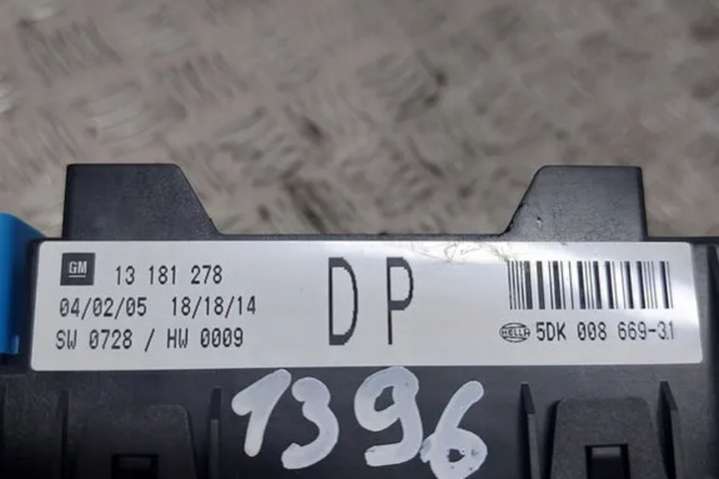 GM 13 181 278
04/02/05 18/18/14
SW 0728 / HW 0009
DP
HELLA 5DK 008 669-31
1396